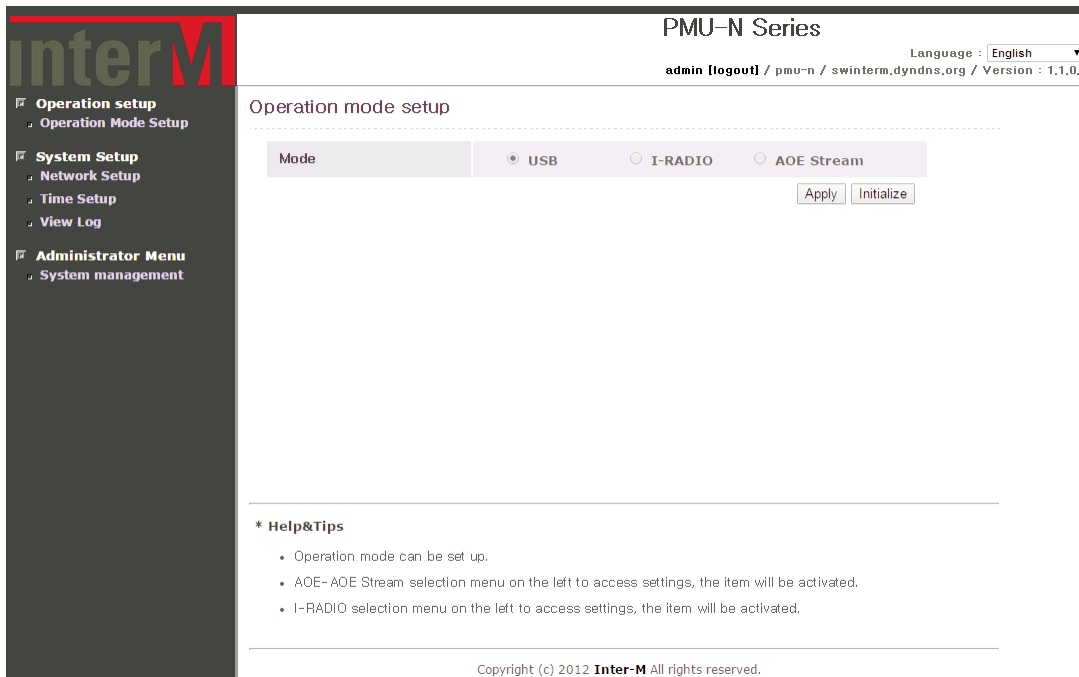 inter M
PMU-N Series
Language : English
admin [logout] / pmu-n / swinterm.dyndns.org / Version : 1.1.0.
Operation setup
Operation Mode Setup
System Setup
Network Setup
Time Setup
View Log
Administrator Menu
System management
Operation mode setup
Mode USB I-RADIO AOE Stream
Apply Initialize
* Help&Tips
• Operation mode can be set up.
• AOE-AOE Stream selection menu on the left to access settings, the item will be activated.
• I-RADIO selection menu on the left to access settings, the item will be activated.
Copyright (c) 2012 Inter-M All rights reserved.